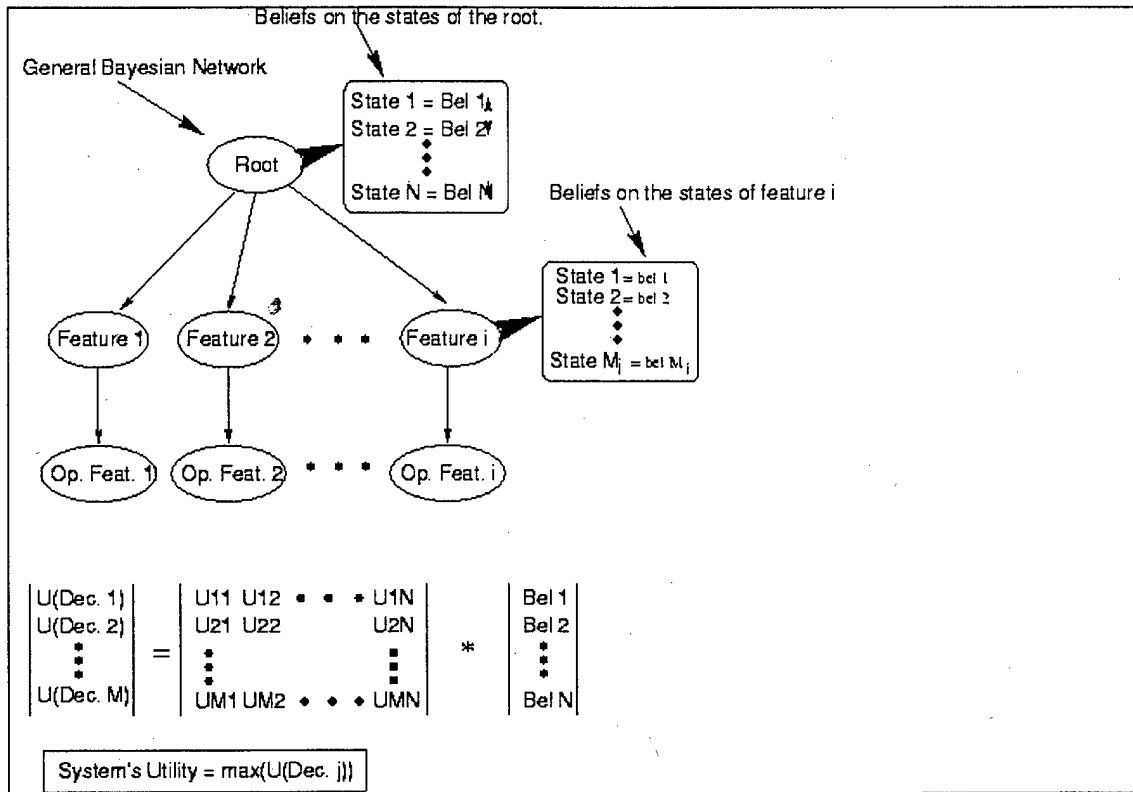 Beliefs on the states of the root.
General Bayesian Network
State 1 = Bel 1
State 2 = Bel 2
State N = Bel N
Root
Beliefs on the states of feature i
State 1 = bel 1
State 2 = bel 2
State Mi = bel Mi
Feature 1
Feature 2
Feature i
Op. Feat. 1
Op. Feat. 2
Op. Feat. i
U(Dec. 1) U11 U12 • • • U1N Bel 1
U(Dec. 2) U21 U22 U2N Bel 2
= *
U(Dec. M) UM1 UM2 • • • UMN Bel N
System's Utility = max(U(Dec. j))